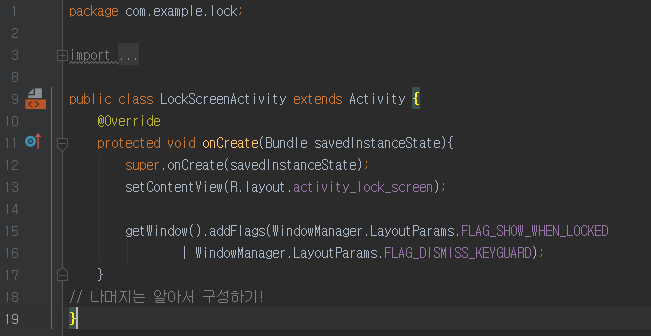 1 package com.example.lock;
2
3 import ...
8
9 public class LockScreenActivity extends Activity {
10 @Override
11 protected void onCreate(Bundle savedInstanceState){
12 super.onCreate(savedInstanceState);
13 setContentView(R.layout.activity_lock_screen);
14
15 getWindow().addFlags(WindowManager.LayoutParams.FLAG_SHOW_WHEN_LOCKED
16 | WindowManager.LayoutParams.FLAG_DISMISS_KEYGUARD);
17 }
18 // 나머지는 알아서 구성하기!
19 }